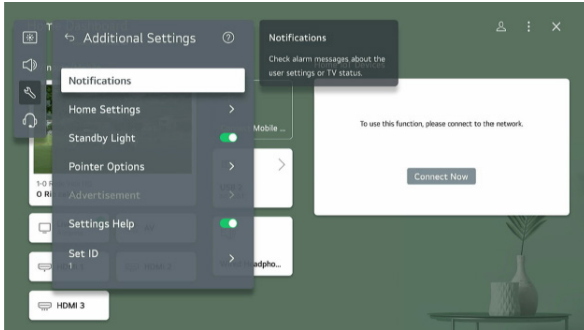 Additional Settings
Notifications
Home Settings
Standby Light
Pointer Options
Advertisement
Settings Help
Set ID
1
Notifications
Check alarm messages about the
user settings or TV status.
To use this function, please connect to the network.
Connect Now
Mobile ...
HDMI 3